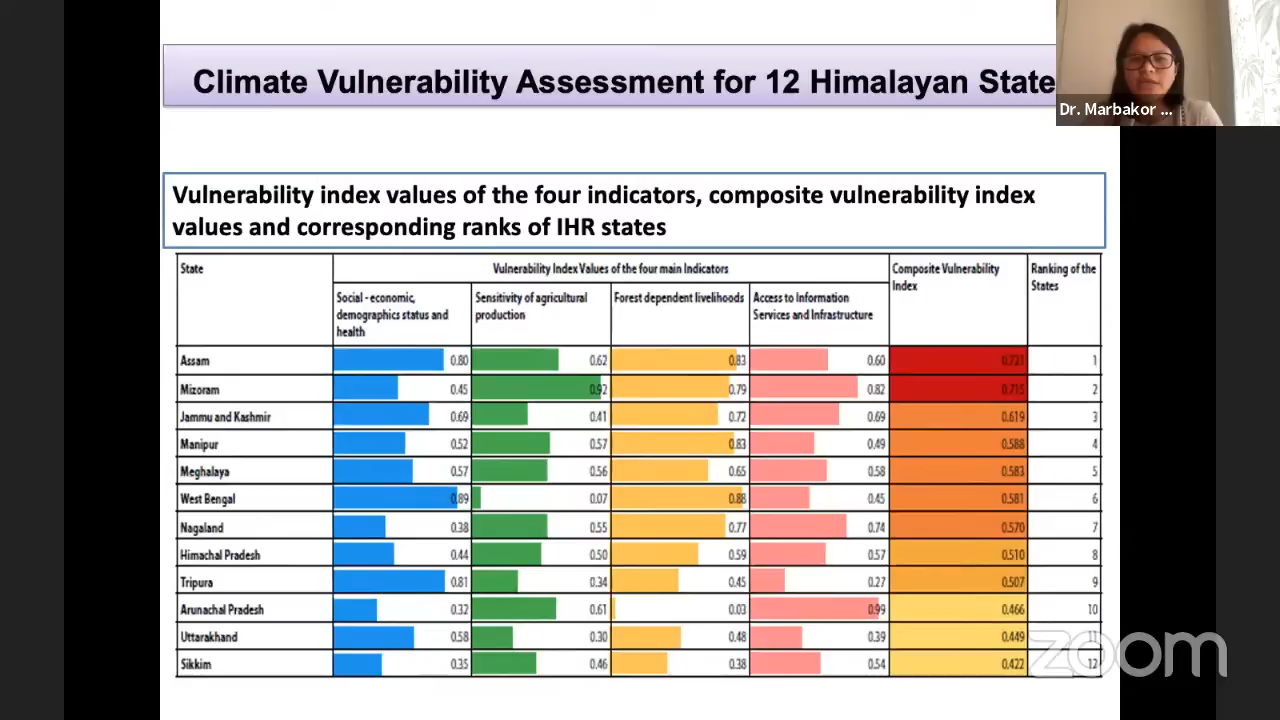 Climate Vulnerability Assessment for 12 Himalayan State
Dr. Marbakor ...
Vulnerability index values of the four indicators, composite vulnerability index
values and corresponding ranks of IHR states
State
Vulnerability Index Values of the four main Indicators
Composite Vulnerability
Index
Ranking of the
States
Social - economic,
demographics status and
health
Sensitivity of agricultural
production
Forest dependent livelihoods
Access to Information
Services and Infrastructure
Assam 0.80 0.62 0.83 0.60 0.721 1
Mizoram 0.45 0.92 0.79 0.82 0.715 2
Jammu and Kashmir 0.69 0.41 0.72 0.69 0.619 3
Manipur 0.52 0.57 0.83 0.49 0.588 4
Meghalaya 0.57 0.56 0.65 0.58 0.583 5
West Bengal 0.89 0.07 0.88 0.45 0.581 6
Nagaland 0.38 0.55 0.77 0.74 0.570 7
Himachal Pradesh 0.44 0.50 0.59 0.57 0.510 8
Tripura 0.81 0.34 0.45 0.27 0.507 9
Arunachal Pradesh 0.32 0.61 0.03 0.99 0.466 10
Uttarakhand 0.58 0.30 0.48 0.39 0.449 11
Sikkim 0.35 0.46 0.38 0.54 0.422 12
zoom